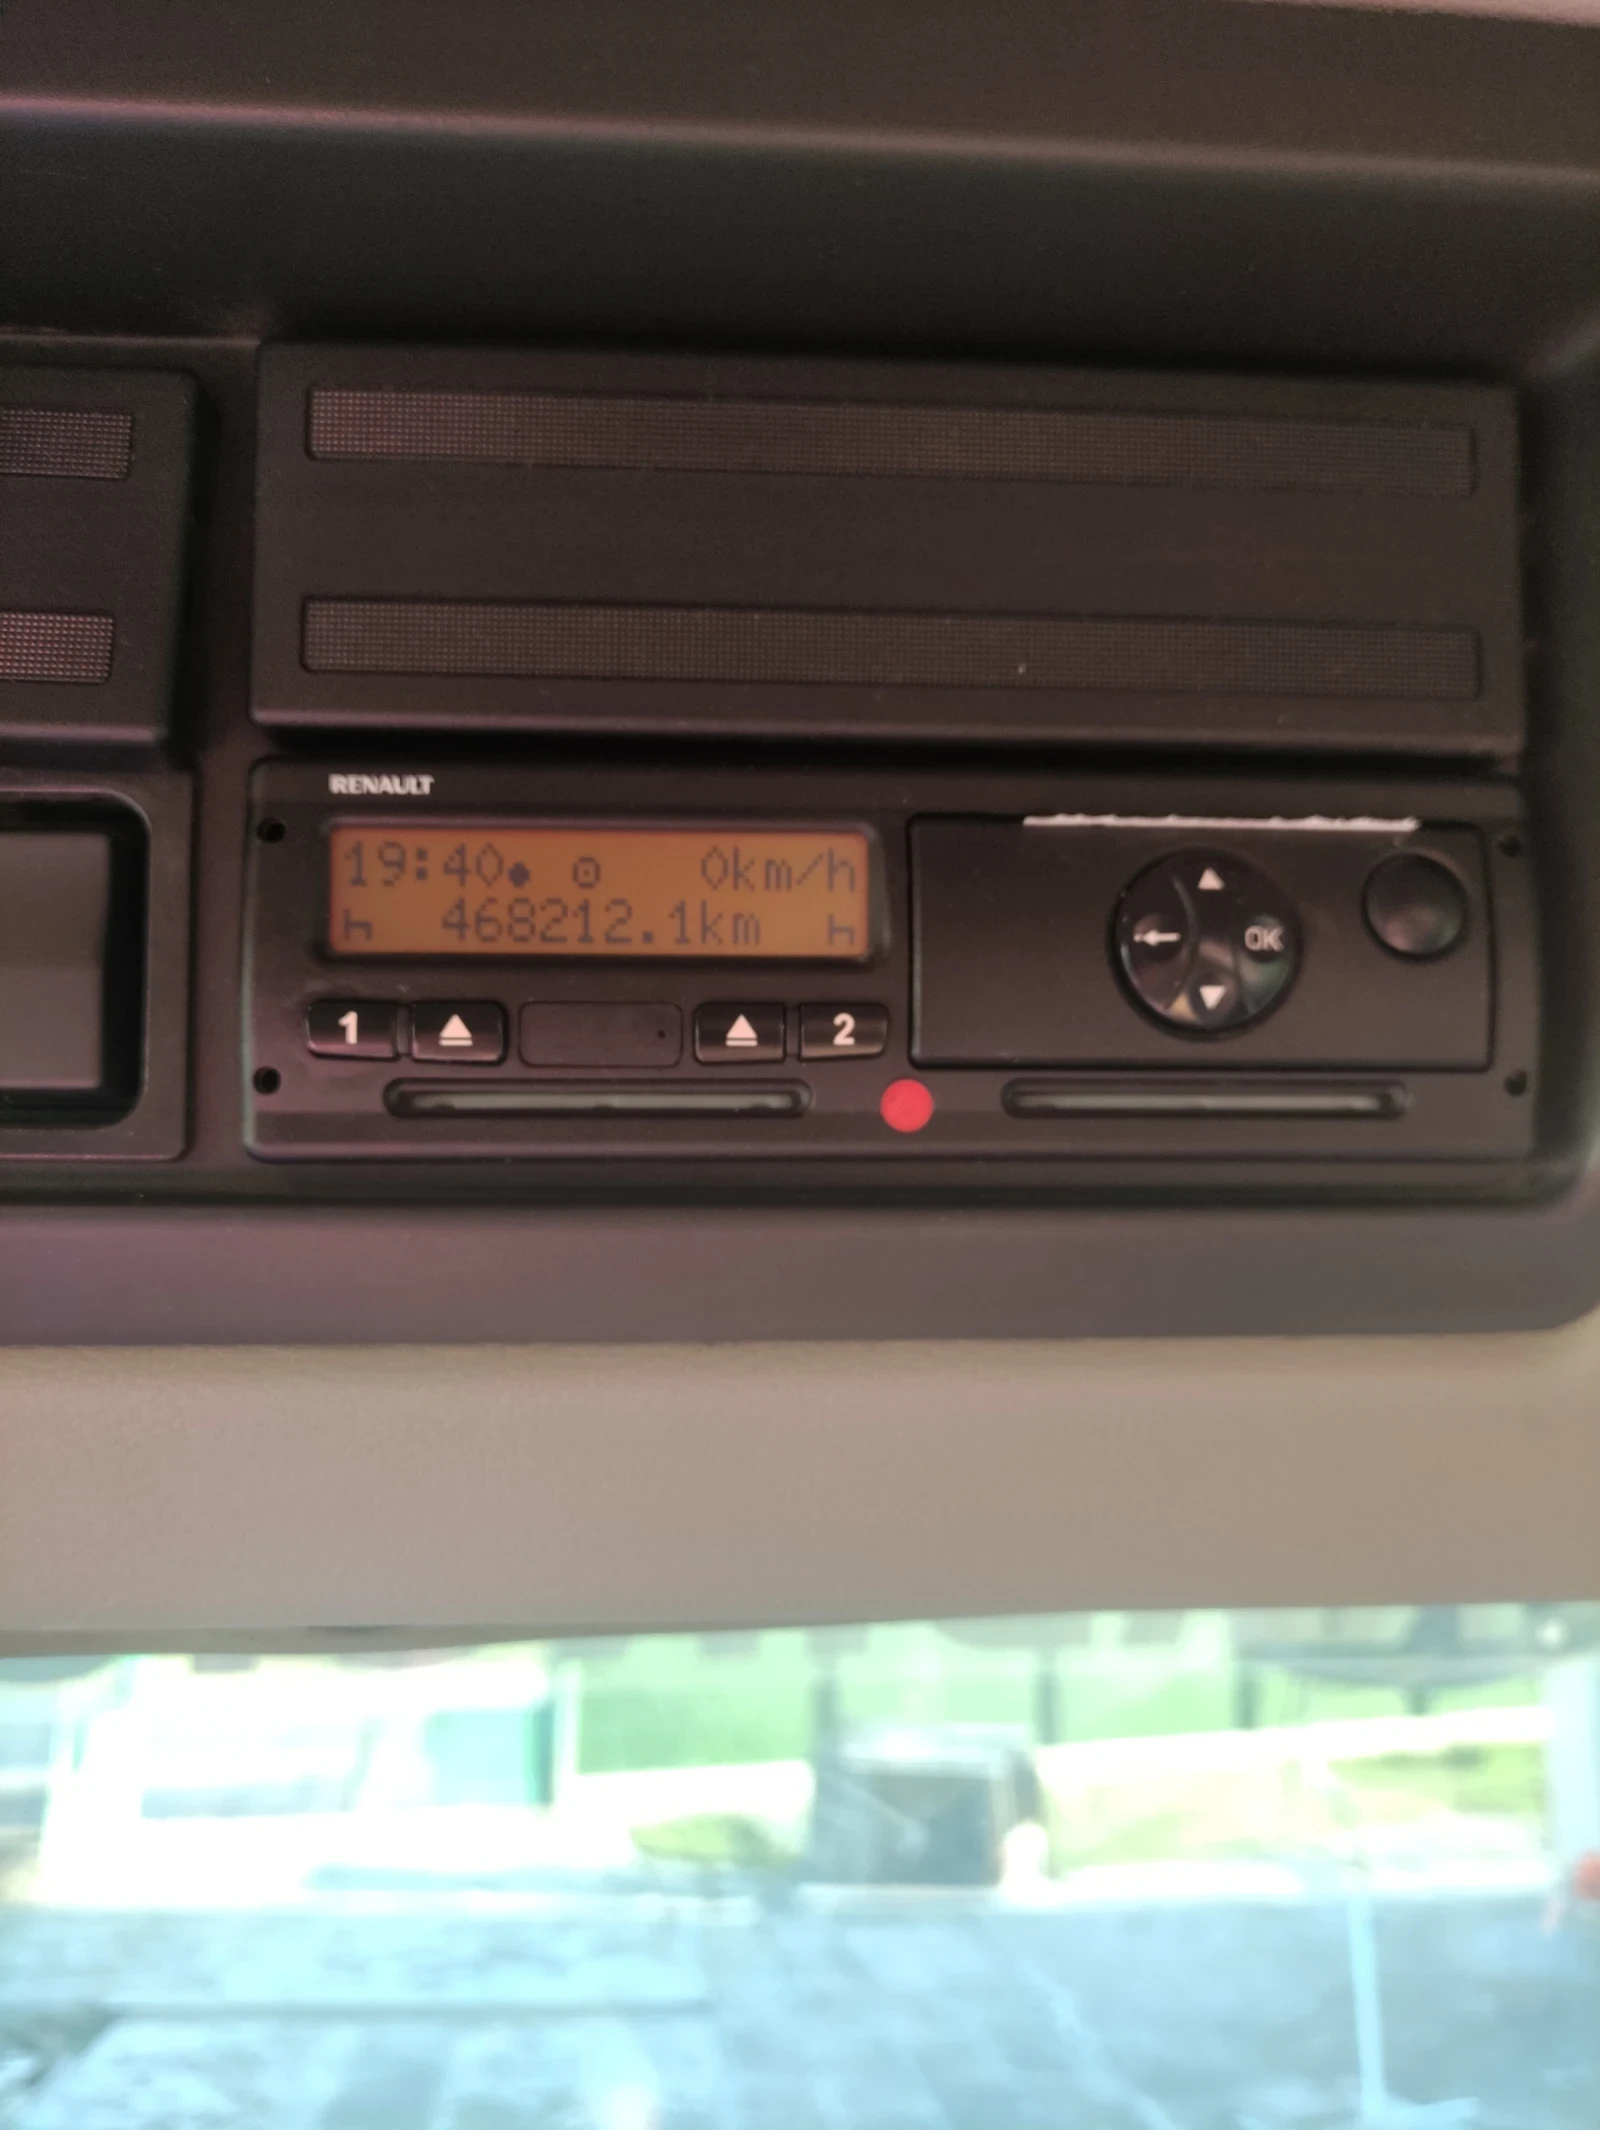 RENAULT
19:40 0km/h
468212.1km
1 2
OK